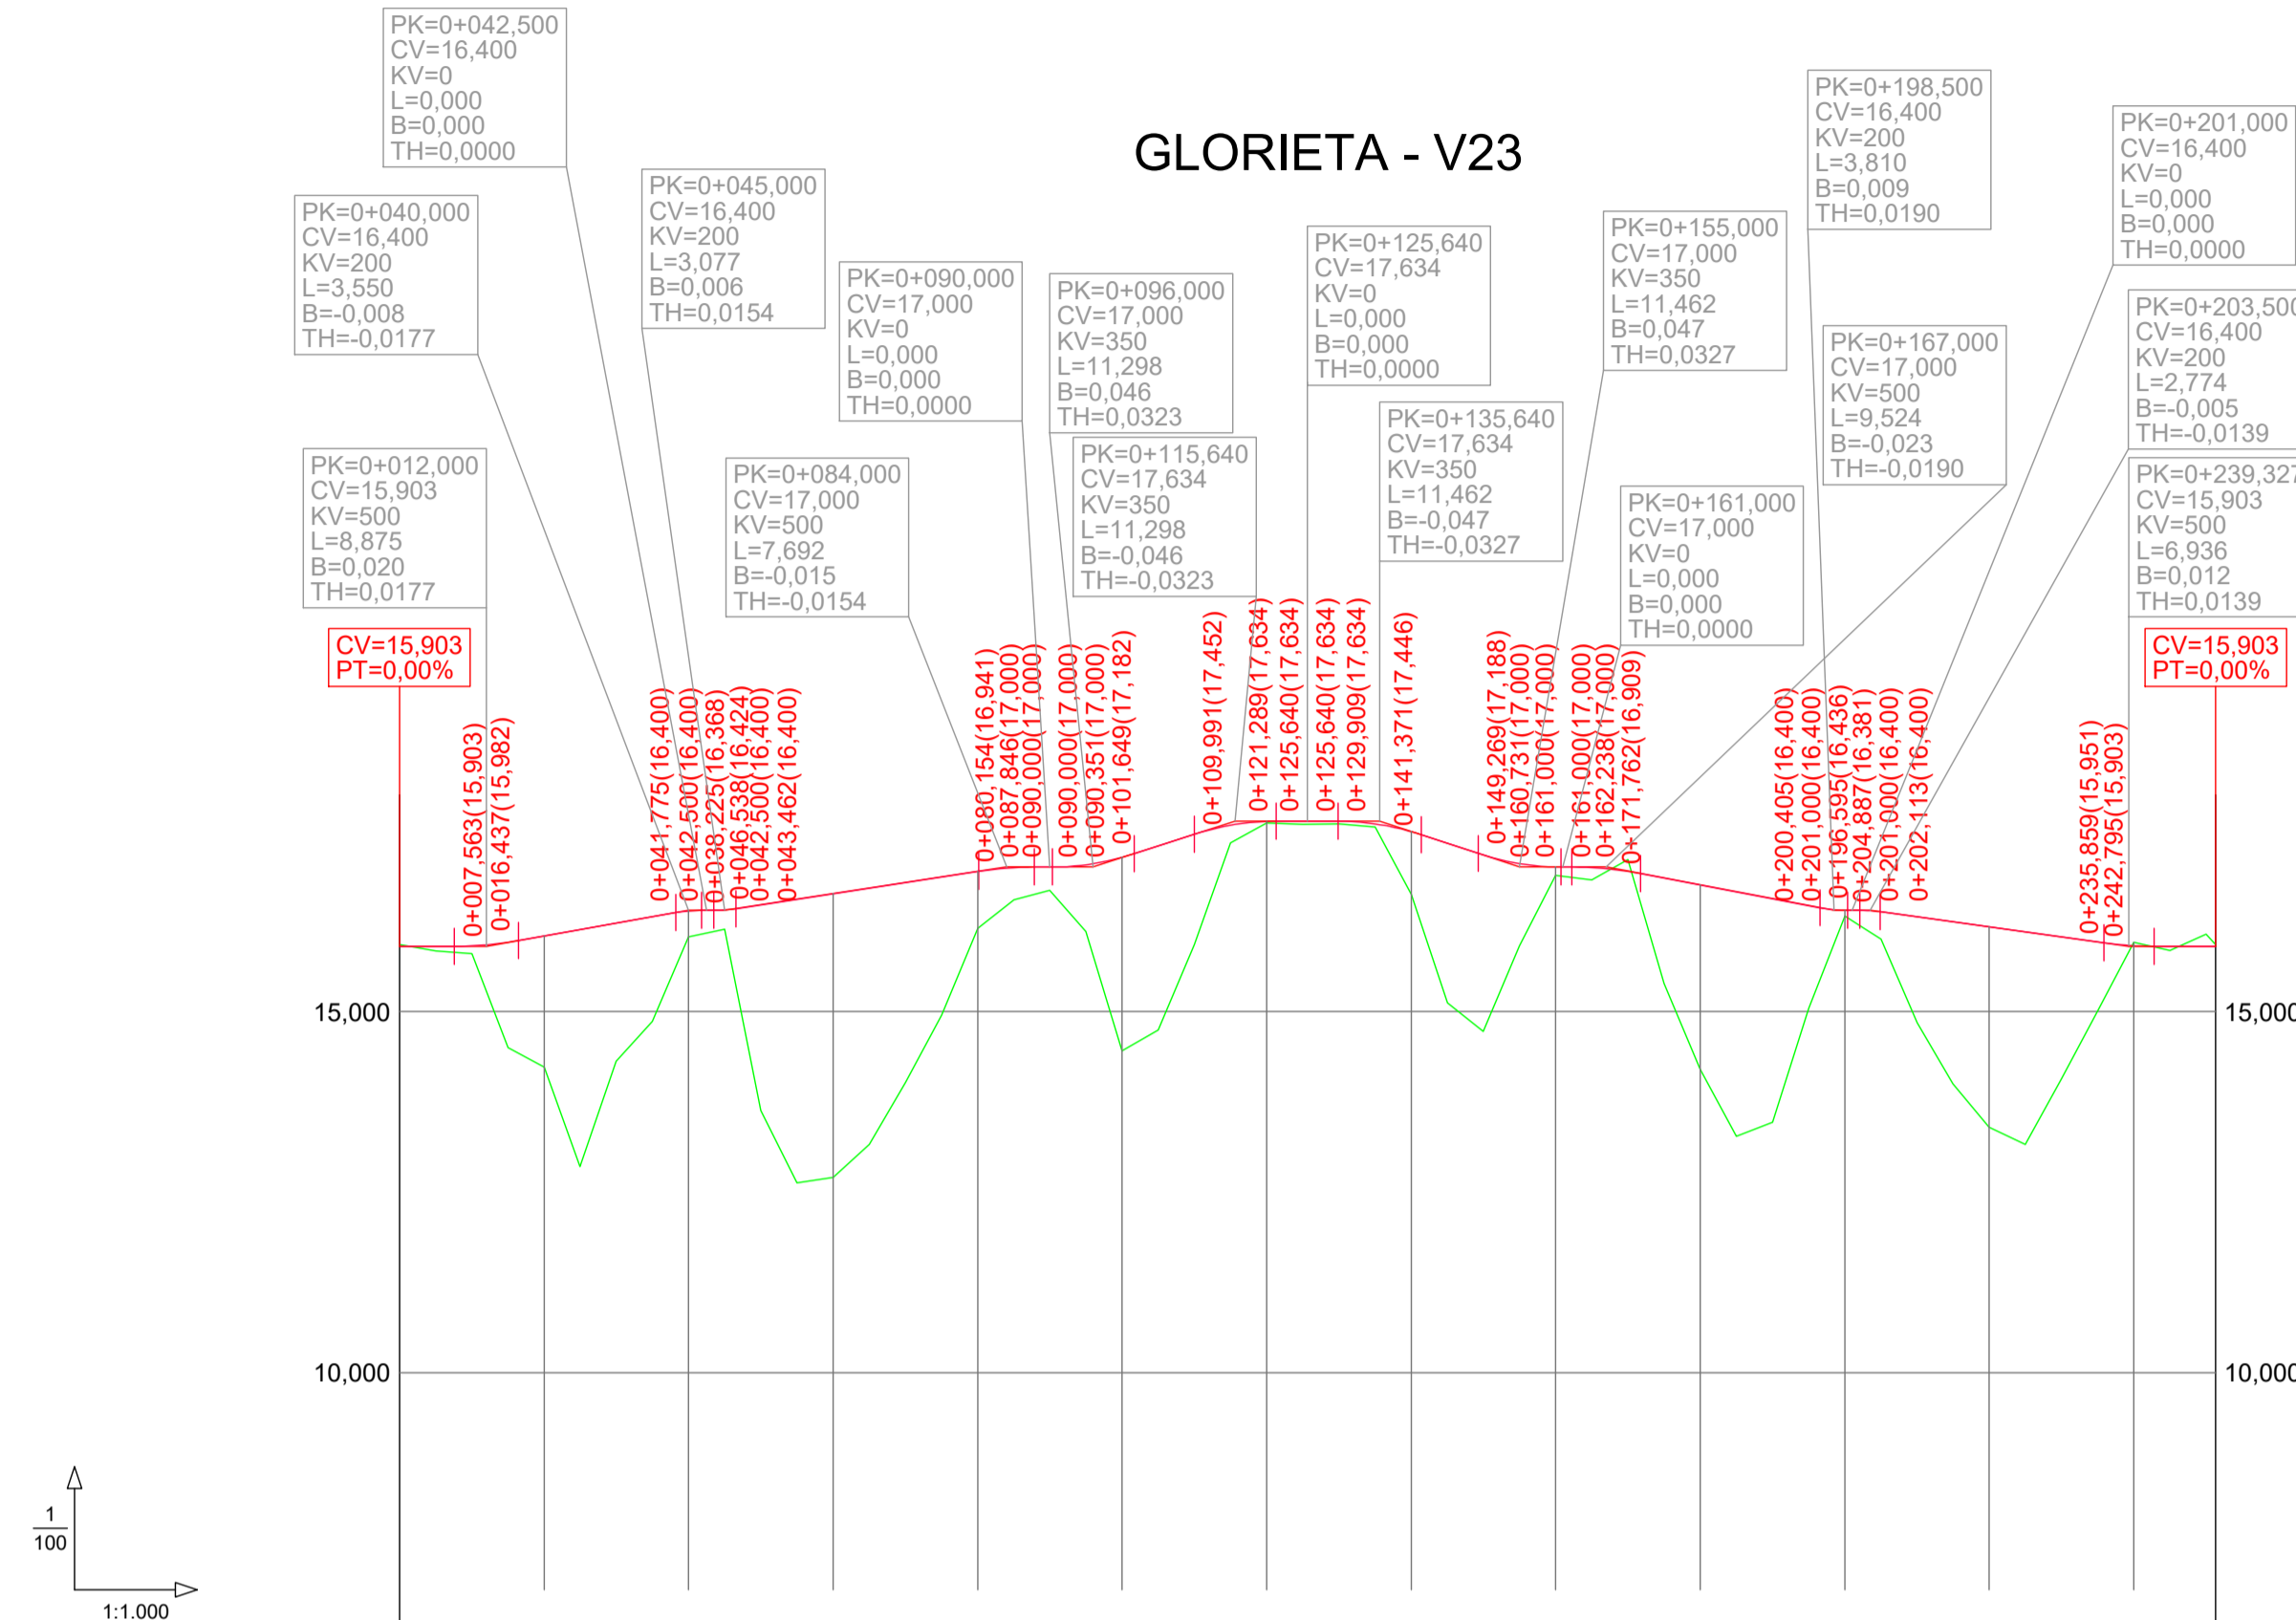 GLORIETA - V23
PK=0+042,500
CV=16,400
KV=0
L=0,000
B=0,000
TH=0,0000
PK=0+040,000
CV=16,400
KV=200
L=3,550
B=-0,008
TH=-0,0177
PK=0+012,000
CV=15,903
KV=500
L=8,875
B=0,020
TH=0,0177
PK=0+045,000
CV=16,400
KV=200
L=3,077
B=0,006
TH=0,0154
PK=0+084,000
CV=17,000
KV=500
L=7,692
B=-0,015
TH=-0,0154
PK=0+090,000
CV=17,000
KV=0
L=0,000
B=0,000
TH=0,0000
PK=0+096,000
CV=17,000
KV=350
L=11,298
B=0,046
TH=0,0323
PK=0+115,640
CV=17,634
KV=350
L=11,298
B=-0,046
TH=-0,0323
PK=0+125,640
CV=17,634
KV=0
L=0,000
B=0,000
TH=0,0000
PK=0+135,640
CV=17,634
KV=350
L=11,462
B=-0,047
TH=-0,0327
PK=0+155,000
CV=17,000
KV=350
L=11,462
B=0,047
TH=0,0327
PK=0+161,000
CV=17,000
KV=0
L=0,000
B=0,000
TH=0,0000
PK=0+198,500
CV=16,400
KV=200
L=3,810
B=0,009
TH=0,0190
PK=0+167,000
CV=17,000
KV=500
L=9,524
B=-0,023
TH=-0,0190
PK=0+201,000
CV=16,400
KV=0
L=0,000
B=0,000
TH=0,0000
PK=0+203,500
CV=16,400
KV=200
L=2,774
B=-0,005
TH=-0,0139
PK=0+239,327
CV=15,903
KV=500
L=6,936
B=0,012
TH=0,0139
CV=15,903
PT=0,00%
CV=15,903
PT=0,00%
0+007,563(15,903)
0+016,437(15,982)
0+041,775(16,400)
0+042,500(16,400)
0+038,225(16,368)
0+046,538(16,424)
0+042,500(16,400)
0+043,462(16,400)
0+080,154(16,941)
0+087,846(17,000)
0+090,000(17,000)
0+090,000(17,000)
0+090,351(17,000)
0+101,649(17,182)
0+109,991(17,452)
0+121,289(17,634)
0+125,640(17,634)
0+125,640(17,634)
0+129,909(17,634)
0+141,371(17,446)
0+149,269(17,188)
0+160,731(17,000)
0+161,000(17,000)
0+161,000(17,000)
0+162,238(17,000)
0+171,762(16,909)
0+200,405(16,400)
0+201,000(16,400)
0+196,595(16,436)
0+204,887(16,381)
0+201,000(16,400)
0+202,113(16,400)
0+235,859(15,951)
0+242,795(15,903)
15,000
15,000
10,000
10,000
1
100
1:1.000